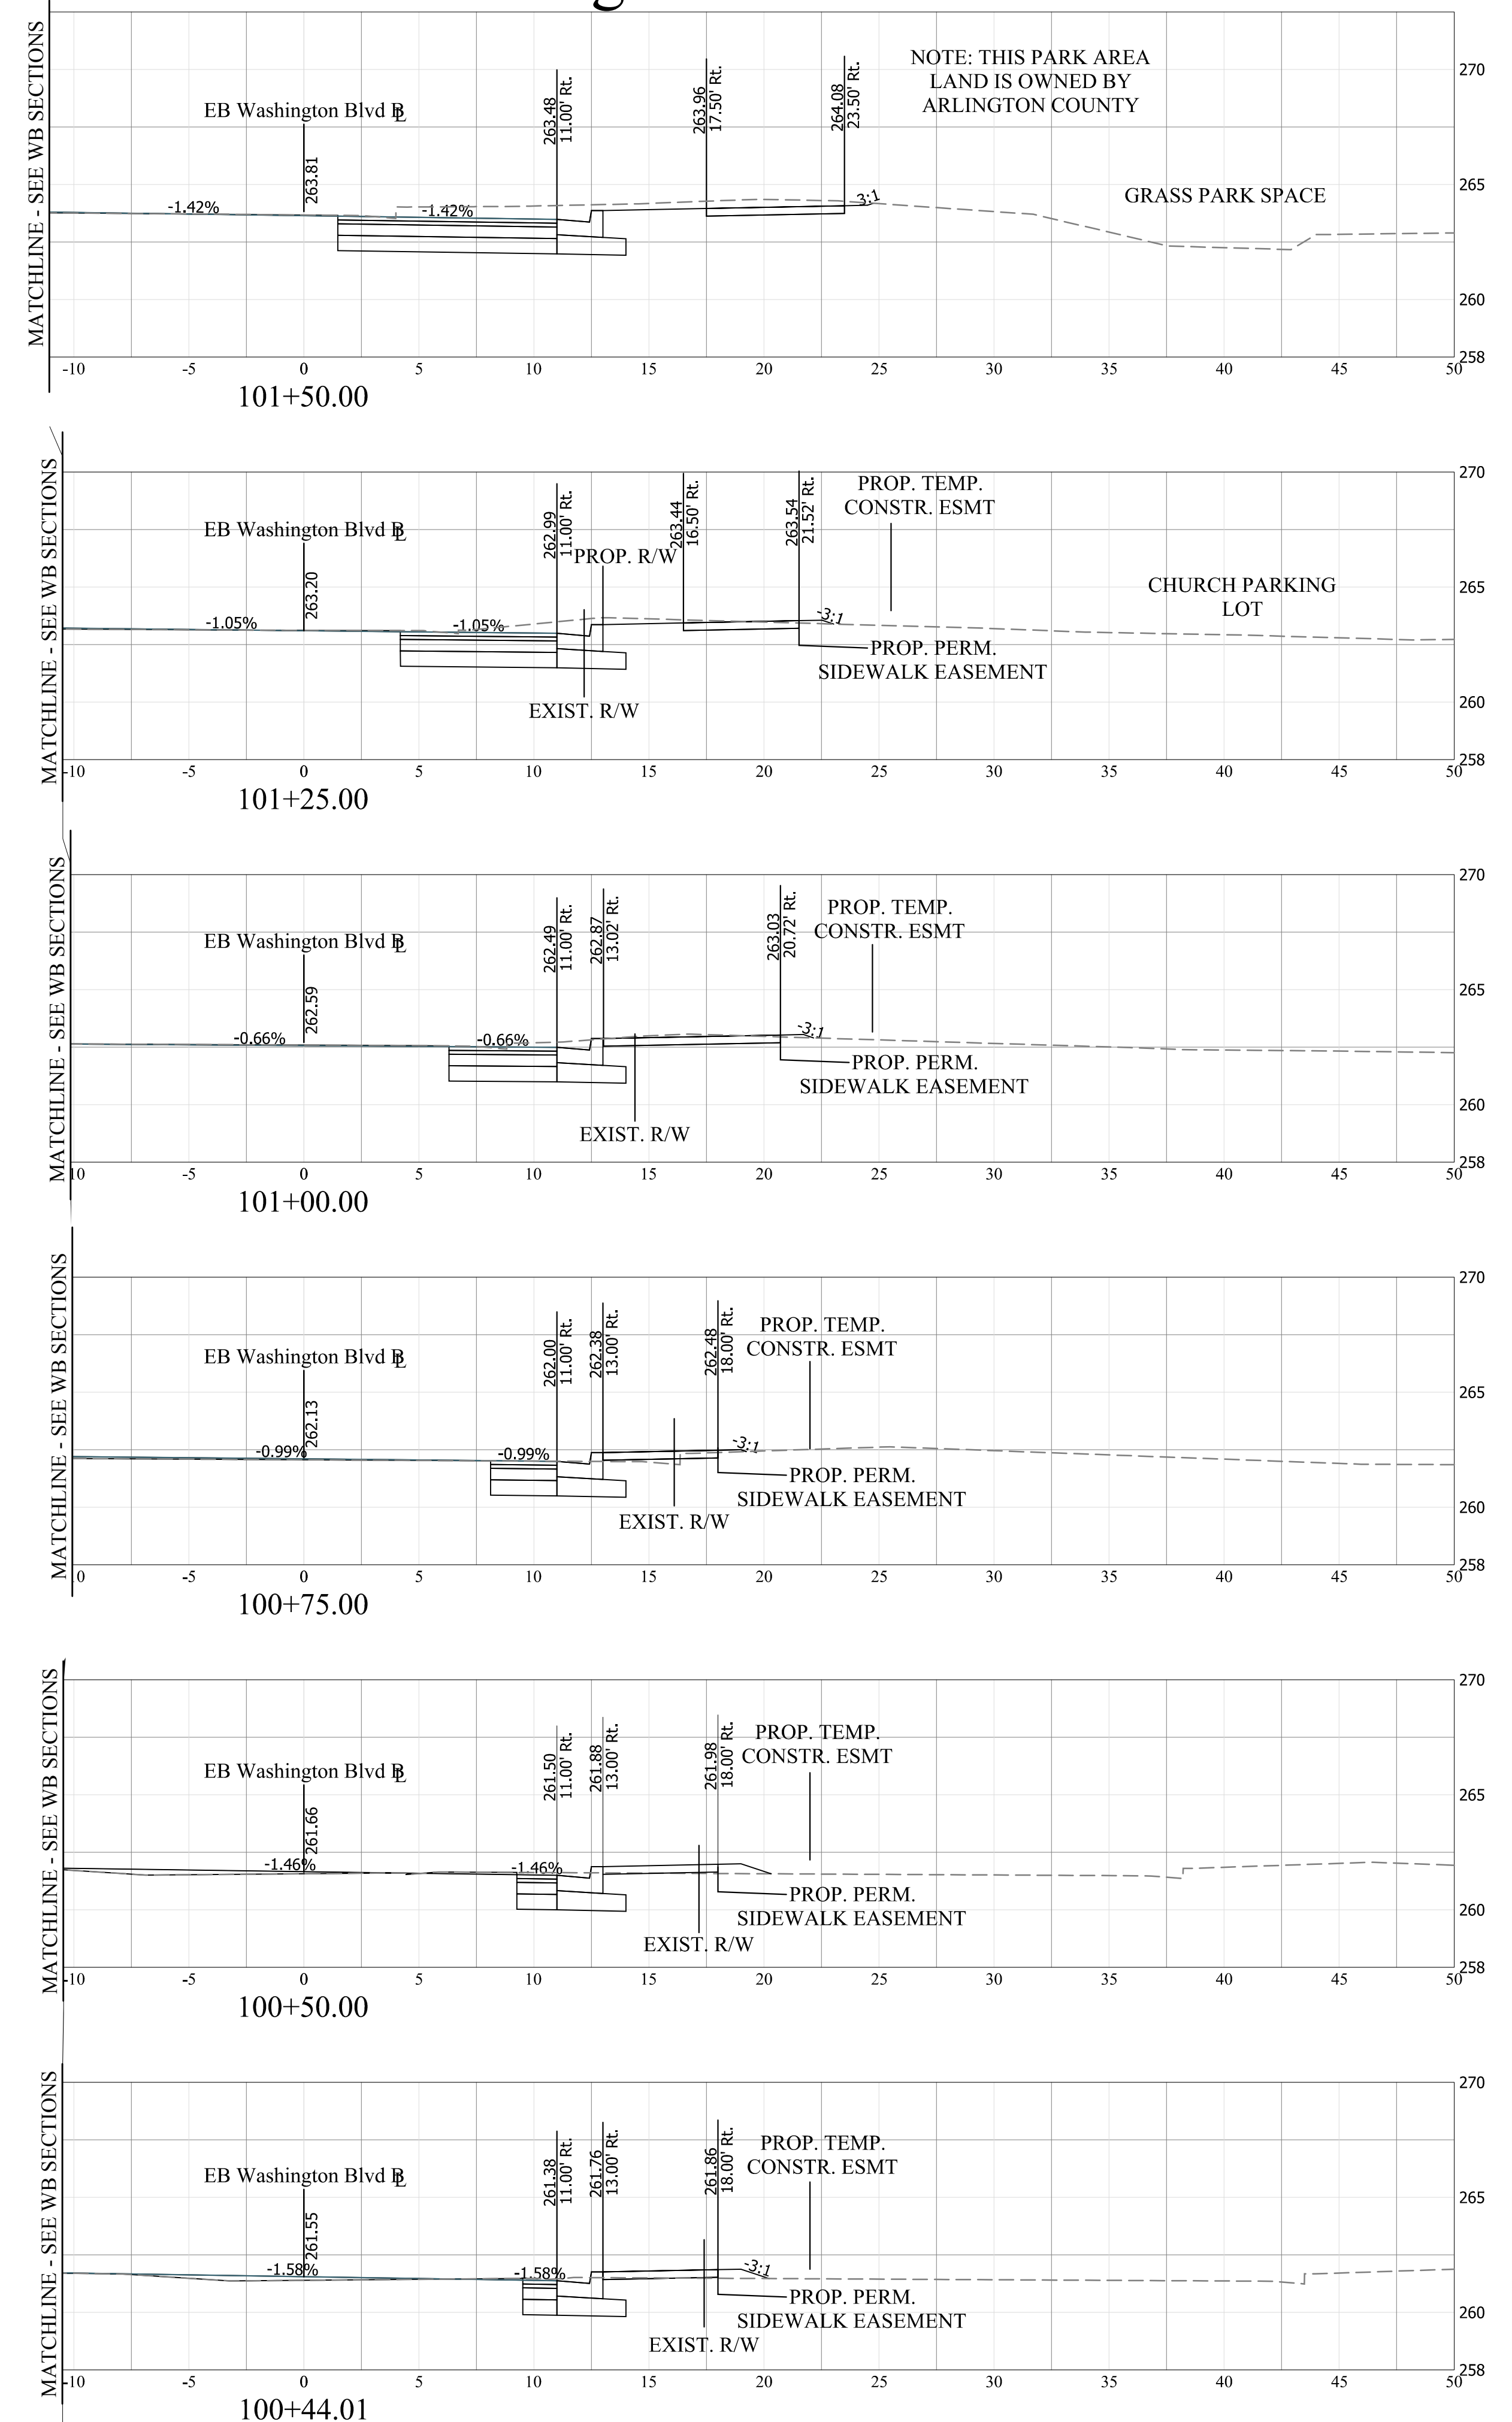 g
MATCHLINE - SEE WB SECTIONS
EB Washington Blvd BL
263.81
-1.42%
-1.42%
263.48
11.00' Rt.
263.96
17.50' Rt.
264.08
23.50' Rt.
3:1
NOTE: THIS PARK AREA
LAND IS OWNED BY
ARLINGTON COUNTY
GRASS PARK SPACE
270
265
260
258
-10 -5 0 5 10 15 20 25 30 35 40 45 50
101+50.00
MATCHLINE - SEE WB SECTIONS
EB Washington Blvd BL
263.20
-1.05%
-1.05%
262.99
11.00' Rt.
PROP. R/W
263.44
16.50' Rt.
263.54
21.52' Rt.
-3:1
PROP. TEMP.
CONSTR. ESMT
CHURCH PARKING
LOT
PROP. PERM.
SIDEWALK EASEMENT
EXIST. R/W
270
265
260
258
-10 -5 0 5 10 15 20 25 30 35 40 45 50
101+25.00
MATCHLINE - SEE WB SECTIONS
EB Washington Blvd BL
262.59
-0.66%
-0.66%
262.49
11.00' Rt.
262.87
13.02' Rt.
263.03
20.72' Rt.
-3:1
PROP. TEMP.
CONSTR. ESMT
PROP. PERM.
SIDEWALK EASEMENT
EXIST. R/W
270
265
260
258
-10 -5 0 5 10 15 20 25 30 35 40 45 50
101+00.00
MATCHLINE - SEE WB SECTIONS
EB Washington Blvd BL
262.13
-0.99%
-0.99%
262.00
11.00' Rt.
262.38
13.00' Rt.
262.48
18.00' Rt.
-3:1
PROP. TEMP.
CONSTR. ESMT
PROP. PERM.
SIDEWALK EASEMENT
EXIST. R/W
270
265
260
258
-10 -5 0 5 10 15 20 25 30 35 40 45 50
100+75.00
MATCHLINE - SEE WB SECTIONS
EB Washington Blvd BL
261.66
-1.46%
-1.46%
261.50
11.00' Rt.
261.88
13.00' Rt.
261.98
18.00' Rt.
PROP. TEMP.
CONSTR. ESMT
PROP. PERM.
SIDEWALK EASEMENT
EXIST. R/W
270
265
260
258
-10 -5 0 5 10 15 20 25 30 35 40 45 50
100+50.00
MATCHLINE - SEE WB SECTIONS
EB Washington Blvd BL
261.55
-1.58%
-1.58%
261.38
11.00' Rt.
261.76
13.00' Rt.
261.86
18.00' Rt.
-3:1
PROP. TEMP.
CONSTR. ESMT
PROP. PERM.
SIDEWALK EASEMENT
EXIST. R/W
270
265
260
258
-10 -5 0 5 10 15 20 25 30 35 40 45 50
100+44.01